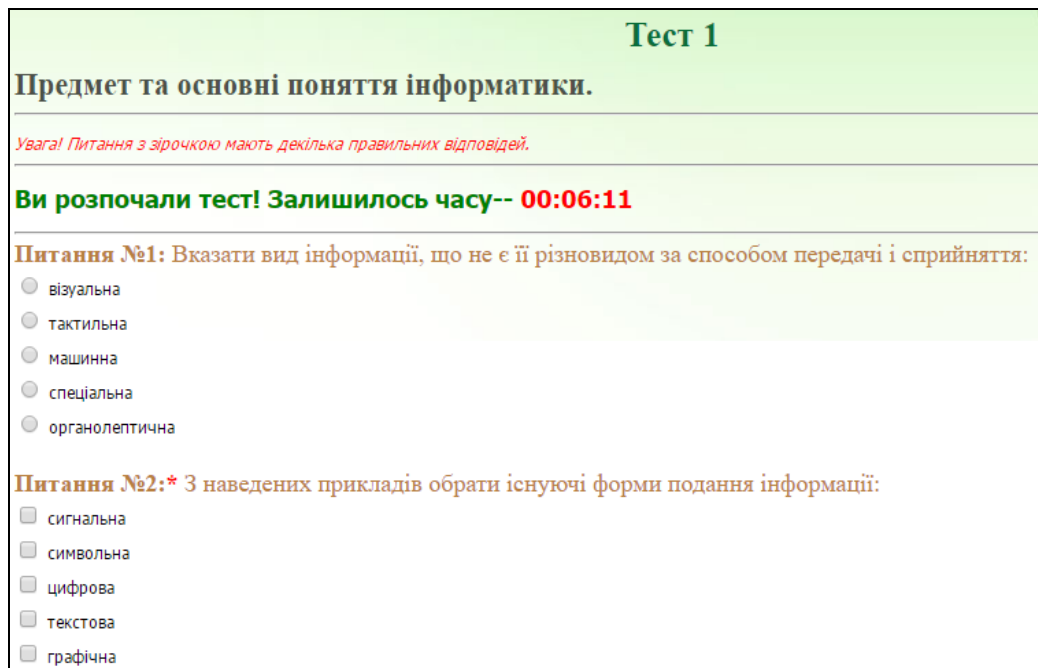 Тест 1
Предмет та основні поняття інформатики.
Увага! Питання з зірочкою мають декілька правильних відповідей.
Ви розпочали тест! Залишилось часу-- 00:06:11
Питання №1: Вказати вид інформації, що не є її різновидом за способом передачі і сприйняття:
візуальна
тактильна
машинна
спеціальна
органолептична
Питання №2:* З наведених прикладів обрати існуючі форми подання інформації:
сигнальна
символьна
цифрова
текстова
графічна